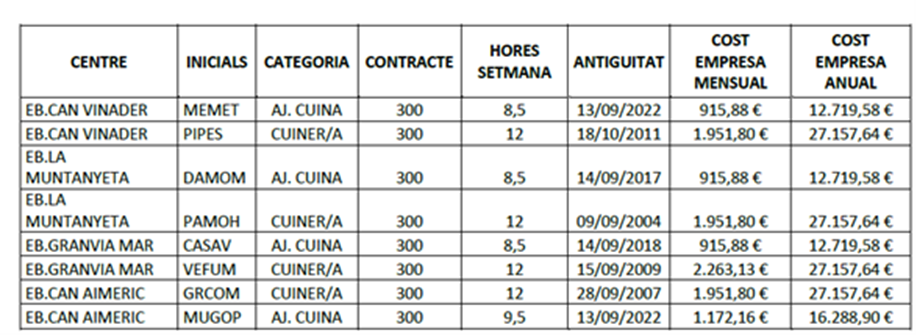 CENTRE INICIALS CATEGORIA CONTRACTE HORES SETMANA ANTIGUITAT COST EMPRESA MENSUAL COST EMPRESA ANUAL
EB.CAN VINADER MEMET AJ. CUINA 300 8,5 13/09/2022 915,88 € 12.719,58 €
EB.CAN VINADER PIPES CUINER/A 300 12 18/10/2011 1.951,80 € 27.157,64 €
EB.LA MUNTANYETA DAMOM AJ. CUINA 300 8,5 14/09/2017 915,88 € 12.719,58 €
EB.LA MUNTANYETA PAMOH CUINER/A 300 12 09/09/2004 1.951,80 € 27.157,64 €
EB.GRANVIA MAR CASAV AJ. CUINA 300 8,5 14/09/2018 915,88 € 12.719,58 €
EB.GRANVIA MAR VEFUM CUINER/A 300 12 15/09/2009 2.263,13 € 27.157,64 €
EB.CAN AIMERIC GRCOM CUINER/A 300 12 28/09/2007 1.951,80 € 27.157,64 €
EB.CAN AIMERIC MUGOP AJ. CUINA 300 9,5 13/09/2022 1.172,16 € 16.288,90 €